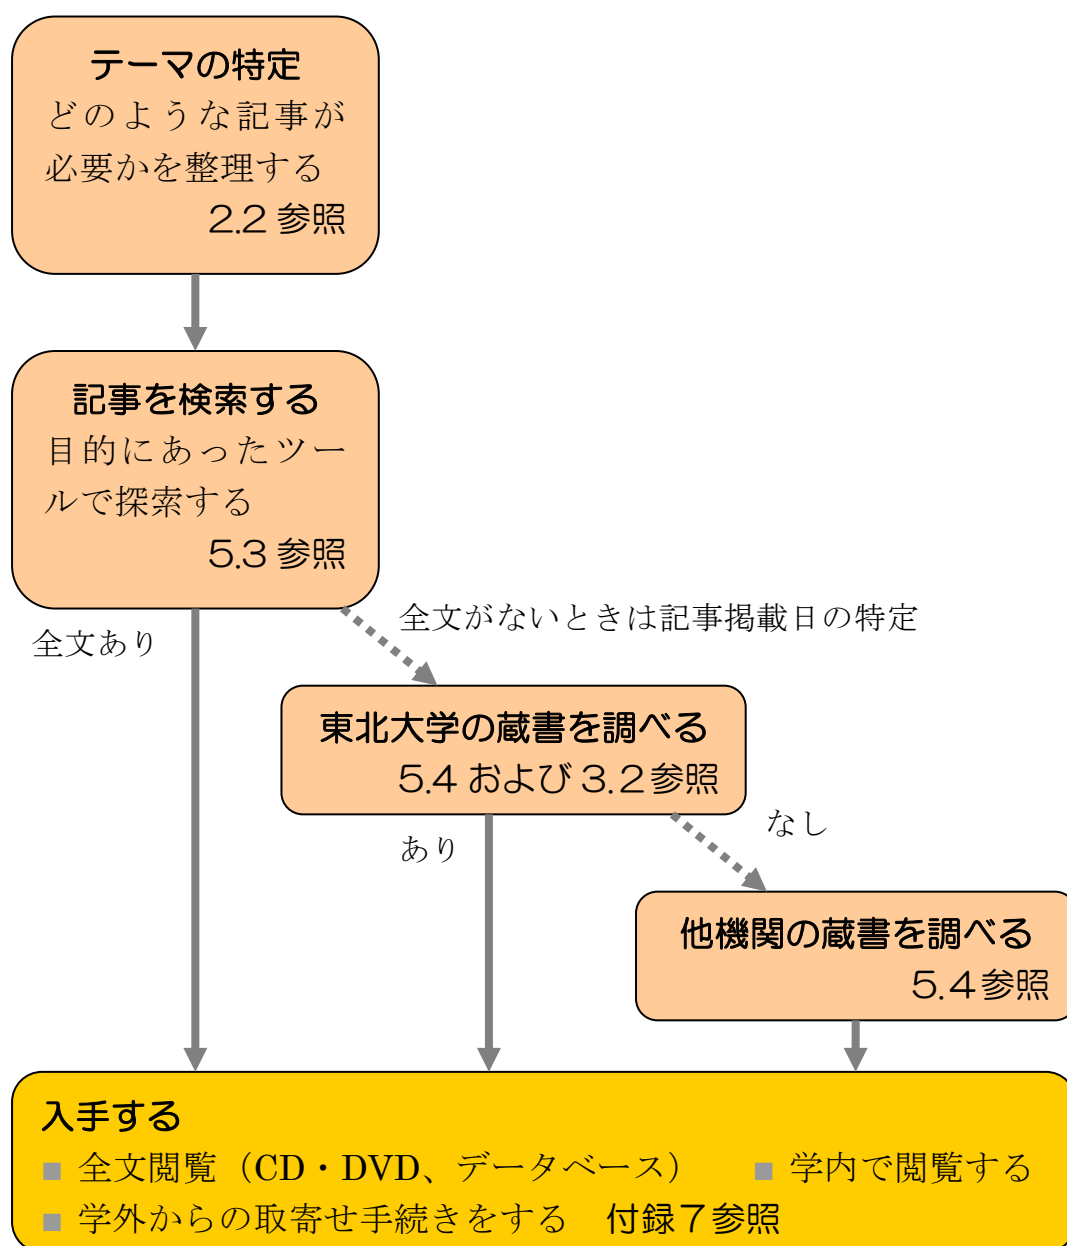 テーマの特定
どのような記事が
必要かを整理する
2.2 参照
記事を検索する
目的にあったツー
ルで探索する
5.3 参照
全文あり
全文がないときは記事掲載日の特定
東北大学の蔵書を調べる
5.4 および 3.2 参照
あり
なし
他機関の蔵書を調べる
5.4 参照
入手する
■ 全文閲覧（CD・DVD、データベース） ■ 学内で閲覧する
■ 学外からの取寄せ手続きをする 付録７参照